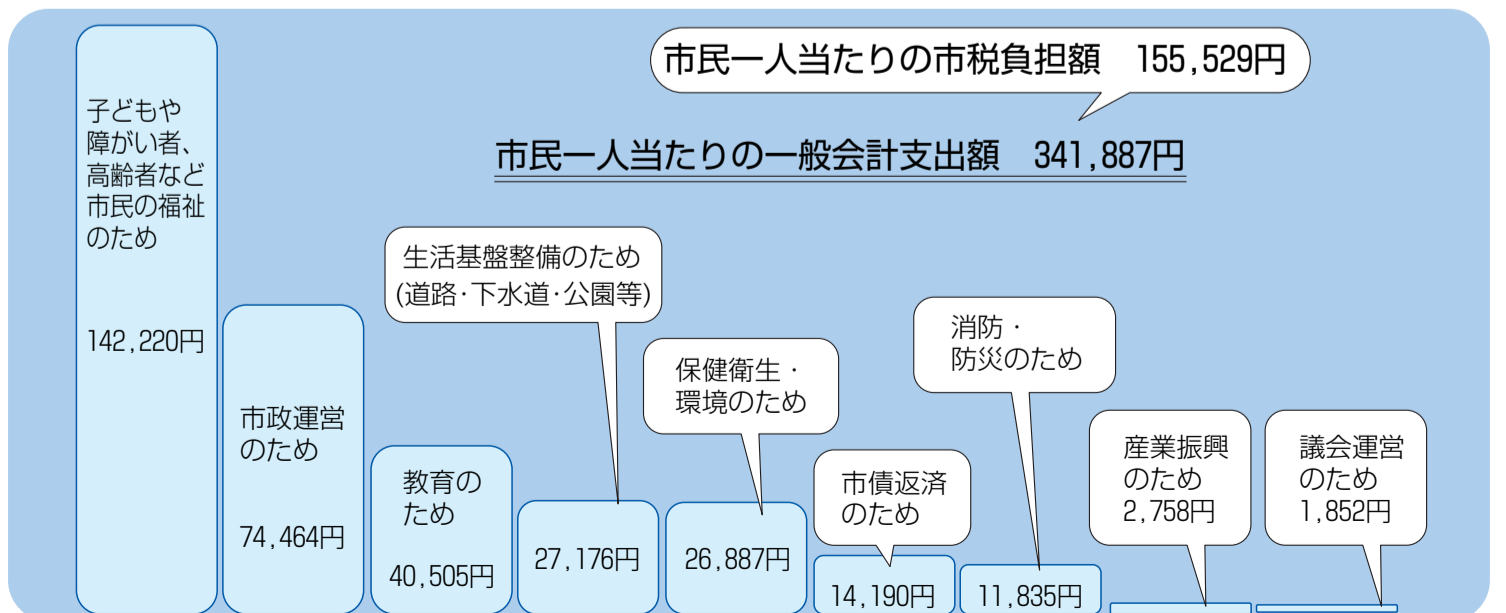 市民一人当たりの市税負担額　155,529円
市民一人当たりの一般会計支出額　341,887円
子どもや
障がい者、
高齢者など
市民の福祉
のため
142,220円
市政運営
のため
74,464円
教育の
ため
40,505円
生活基盤整備のため
(道路･下水道･公園等)
27,176円
保健衛生・
環境のため
26,887円
市債返済
のため
14,190円
消防・
防災のため
11,835円
産業振興
のため
2,758円
議会運営
のため
1,852円